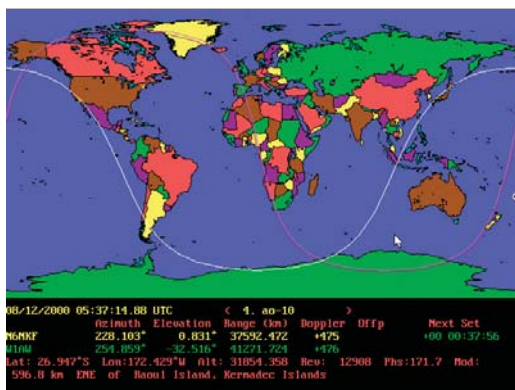 08/12/2000 05:37:14.88 UTC < 4. ao-10 >
Azimuth Elevation Range (km) Doppler Offp Next Set
N6NKF 228.103° 0.831° 37592.472 +475 +00 00:37:56
W1AW 254.859° -32.516° 41271.724 +476
Lat: 26.947°S Lon:172.429°W Alt: 31854.358 Rev: 12908 Phs:171.7 Mod:
596.8 km ENE of Raoul Island, Kermadec Islands